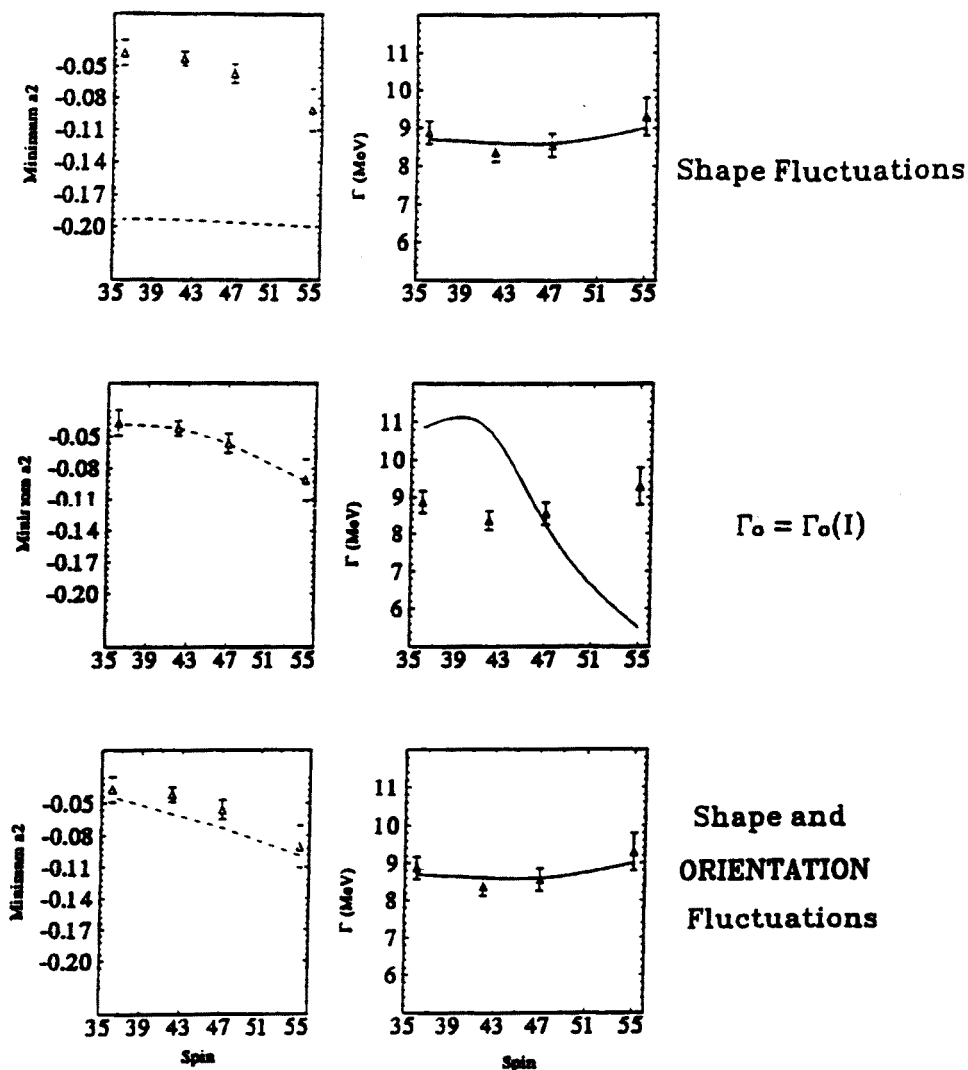 Minimum a2
-0.05
-0.08
-0.11
-0.14
-0.17
-0.20
35 39 43 47 51 55
Γ (MeV)
11
10
9
8
7
6
35 39 43 47 51 55
Shape Fluctuations
-0.05
-0.08
-0.11
-0.14
-0.17
-0.20
a2
35 39 43 47 51 55
Γ (MeV)
11
10
9
8
7
6
35 39 43 47 51 55
Γo = Γo(I)
Minimum a2
-0.05
-0.08
-0.11
-0.14
-0.17
-0.20
35 39 43 47 51 55
Spin
Γ (MeV)
11
10
9
8
7
6
35 39 43 47 51 55
Spin
Shape and
ORIENTATION
Fluctuations